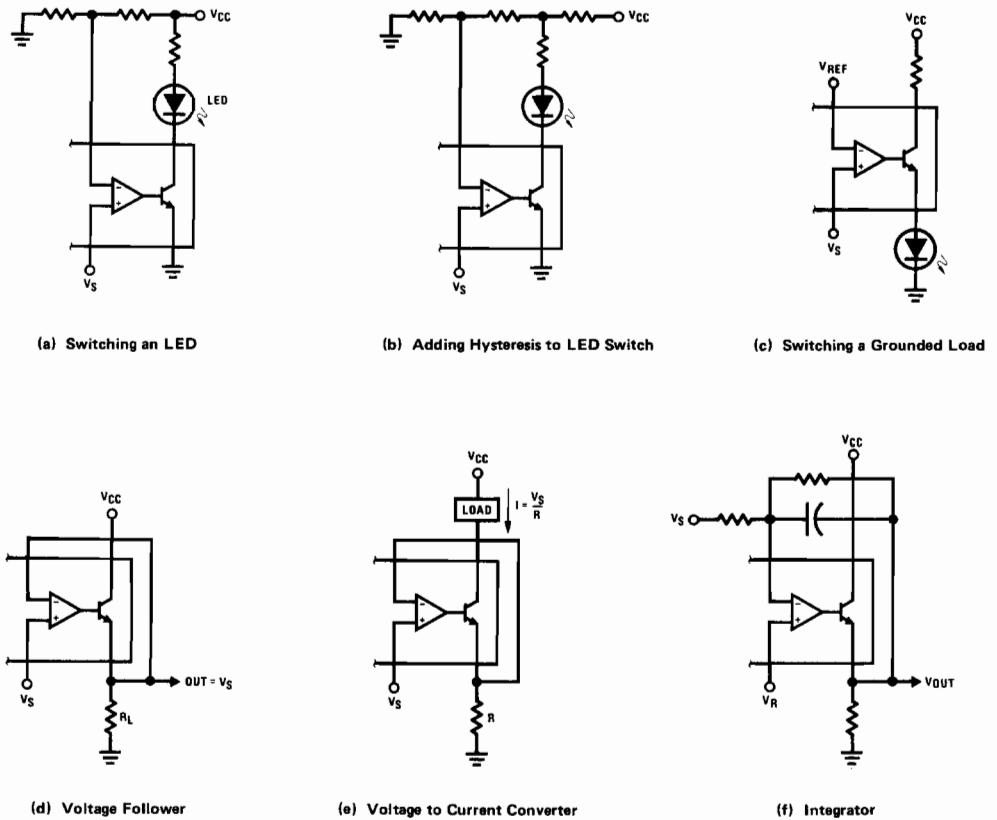 VCC
LED
VS
(a) Switching an LED
VCC
VS
(b) Adding Hysteresis to LED Switch
VCC
VREF
- +
VS
(c) Switching a Grounded Load
VCC
- +
VS
OUT = VS
RL
(d) Voltage Follower
VCC
LOAD
I = VS
R
- +
VS
R
(e) Voltage to Current Converter
VCC
VS
- +
VR
VOUT
(f) Integrator